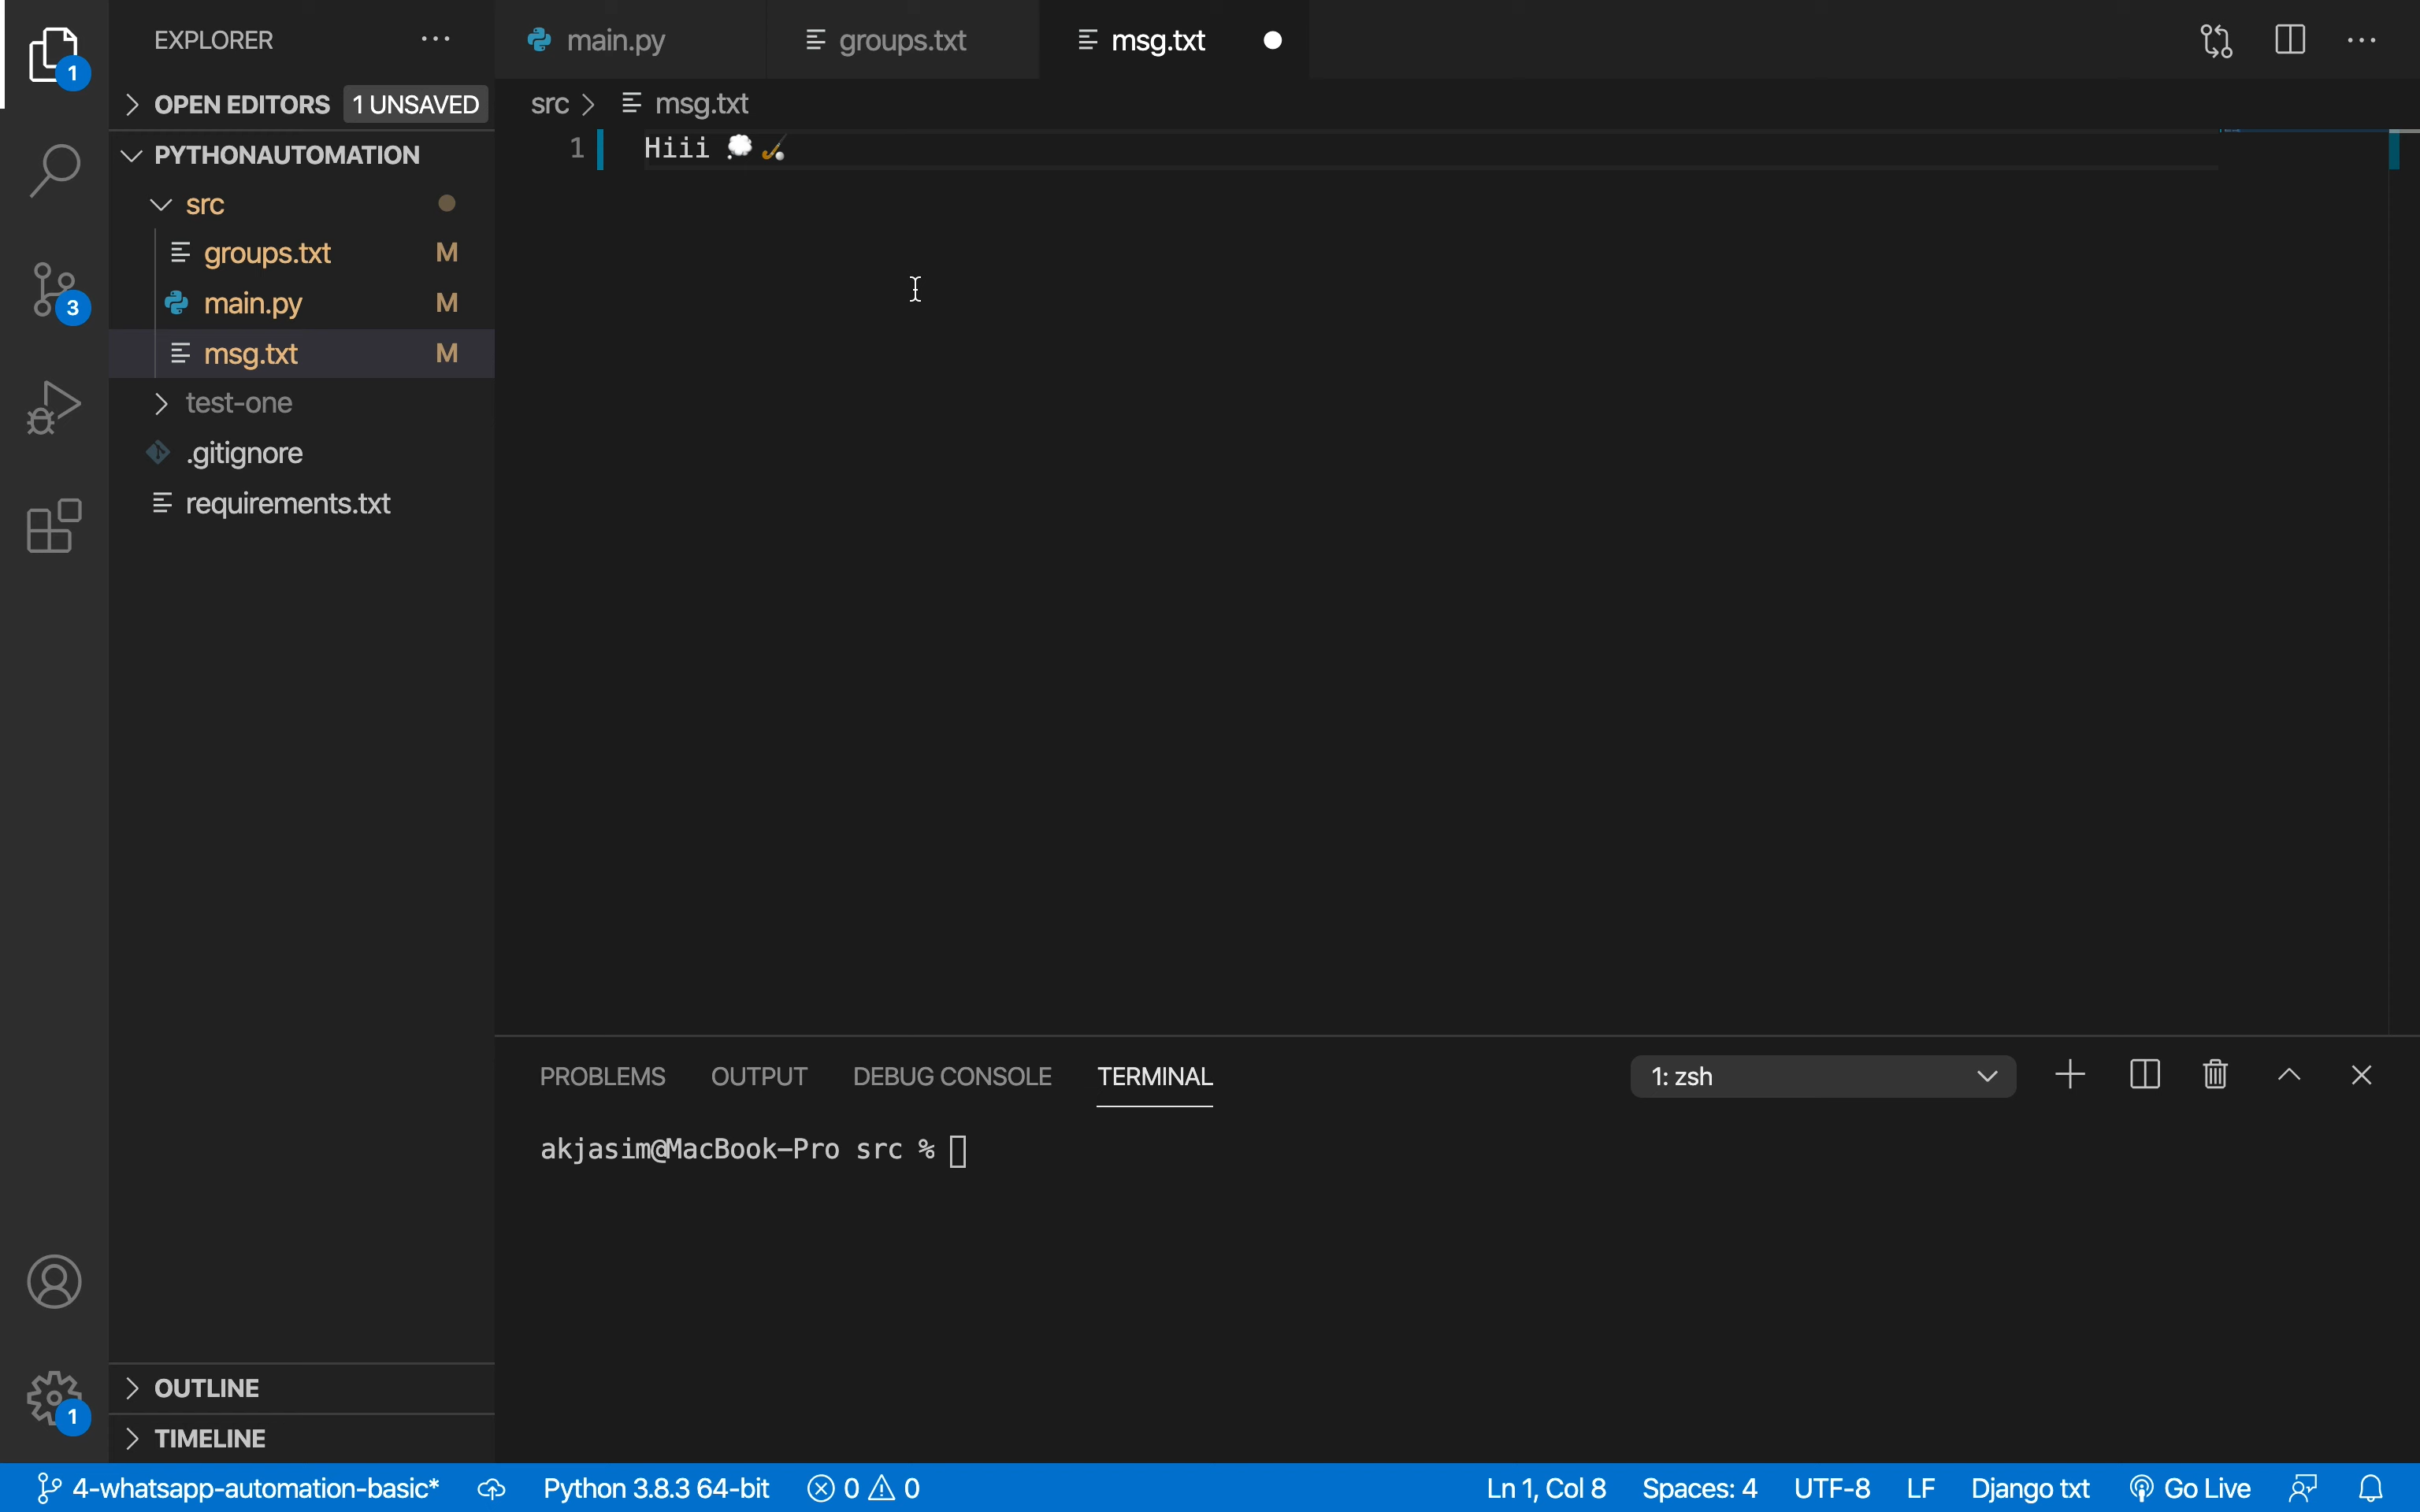 EXPLORER
main.py
groups.txt
msg.txt
1
OPEN EDITORS 1 UNSAVED
src > msg.txt
PYTHONAUTOMATION
1 Hiii 💭🏑
src
groups.txt M
main.py M
3
msg.txt M
test-one
.gitignore
requirements.txt
PROBLEMS OUTPUT DEBUG CONSOLE TERMINAL
1: zsh
akjasim@MacBook-Pro src %
OUTLINE
1
TIMELINE
4-whatsapp-automation-basic* Python 3.8.3 64-bit 0 0 Ln 1, Col 8 Spaces: 4 UTF-8 LF Django txt Go Live